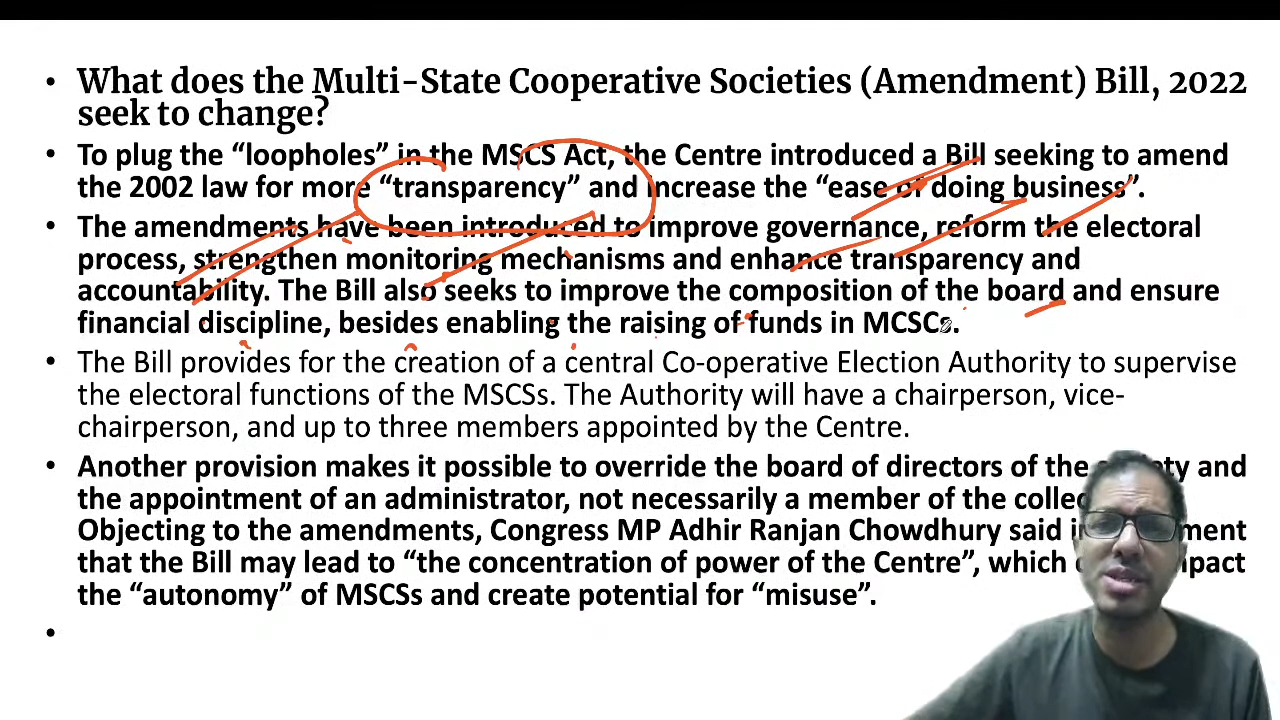 • What does the Multi-State Cooperative Societies (Amendment) Bill, 2022
seek to change?
• To plug the “loopholes” in the MSCS Act, the Centre introduced a Bill seeking to amend
the 2002 law for more “transparency” and increase the “ease of doing business”.
• The amendments have been introduced to improve governance, reform the electoral
process, strengthen monitoring mechanisms and enhance transparency and
accountability. The Bill also seeks to improve the composition of the board and ensure
financial discipline, besides enabling the raising of funds in MCSCs.
• The Bill provides for the creation of a central Co-operative Election Authority to supervise
the electoral functions of the MSCSs. The Authority will have a chairperson, vice-
chairperson, and up to three members appointed by the Centre.
• Another provision makes it possible to override the board of directors of the and
the appointment of an administrator, not necessarily a member of the
Objecting to the amendments, Congress MP Adhir Ranjan Chowdhury said
that the Bill may lead to “the concentration of power of the Centre”, which
the “autonomy” of MSCSs and create potential for “misuse”.
•